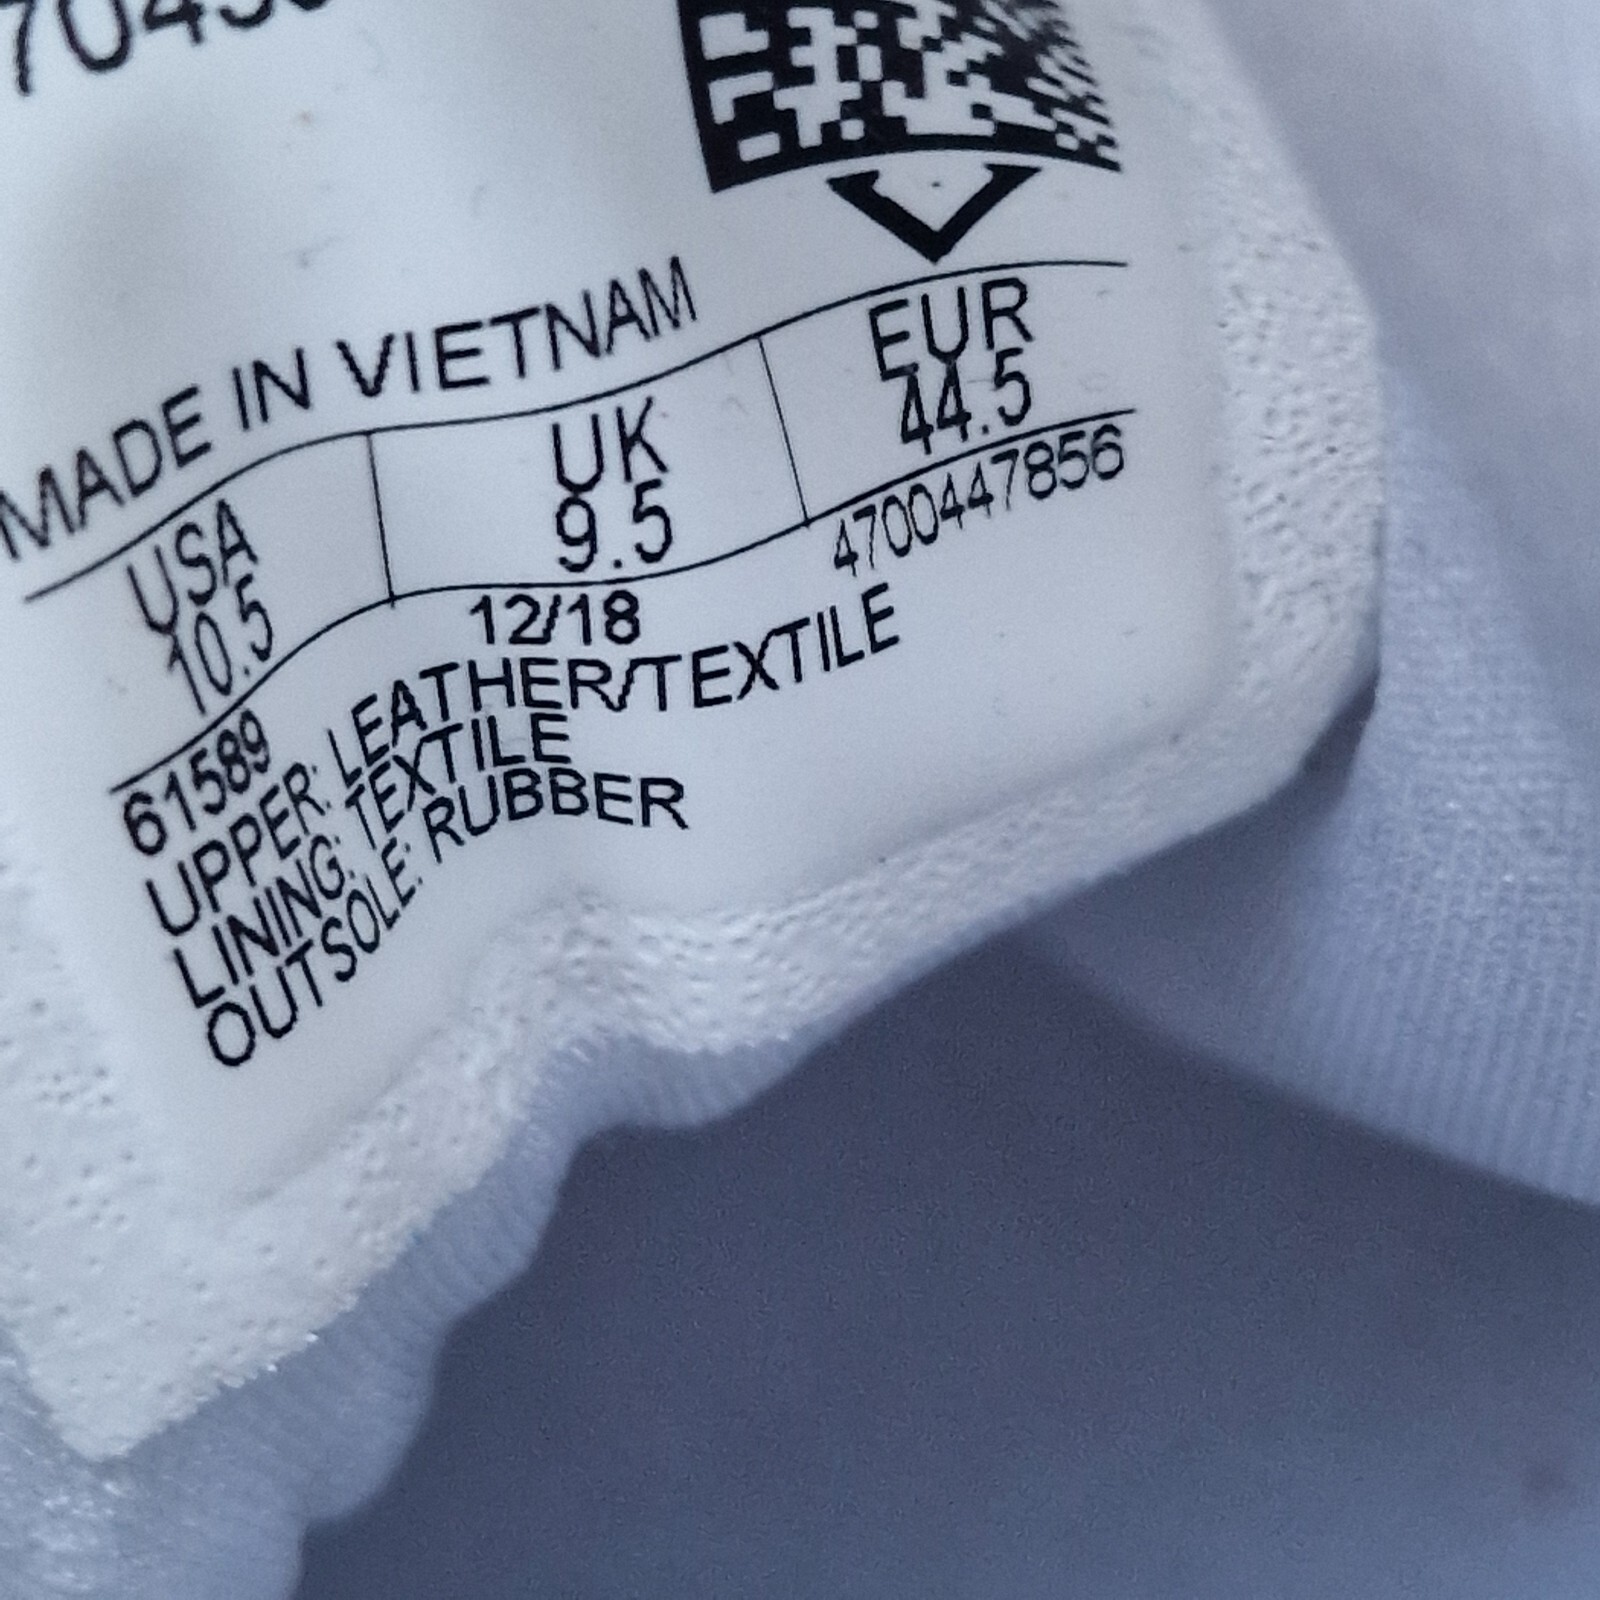 MADE IN VIETNAM
USA UK EUR
10.5 9.5 44.5
61589 12/18 4700447856
UPPER: LEATHER/TEXTILE
LINING: TEXTILE
OUTSOLE: RUBBER